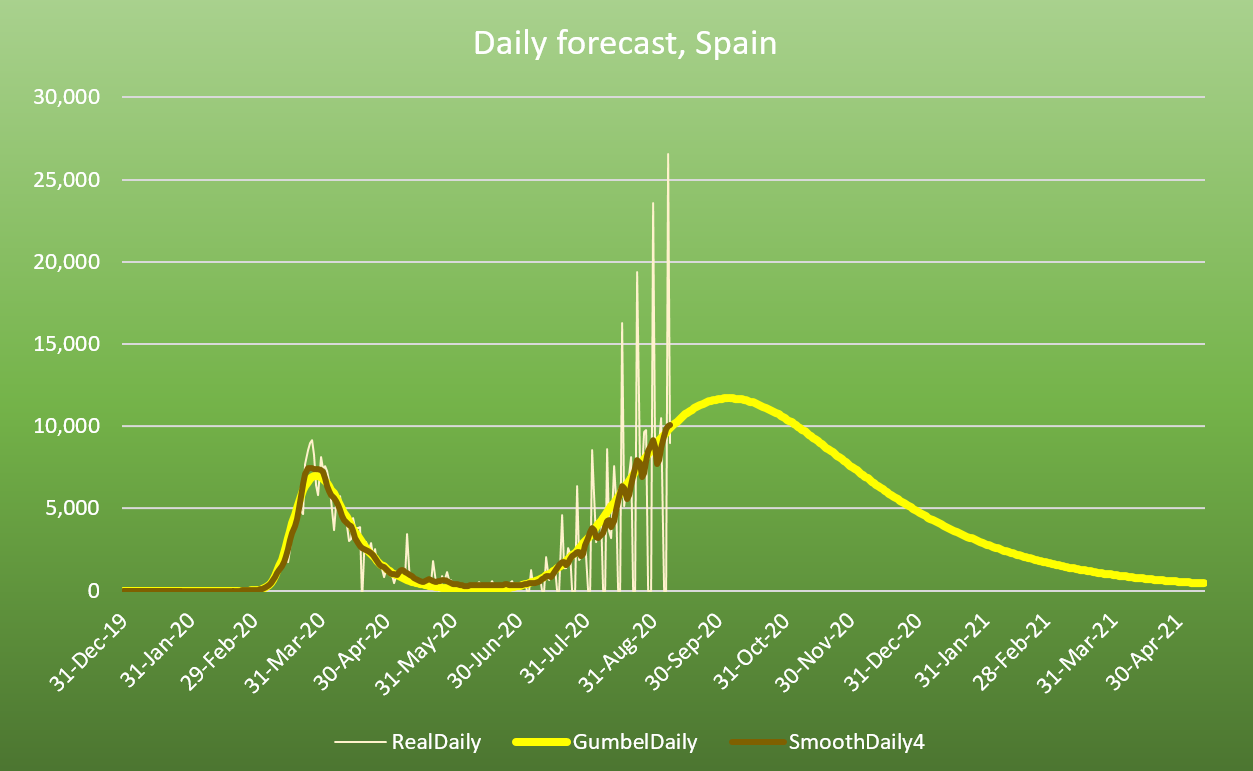 Daily forecast, Spain
30,000
25,000
20,000
15,000
10,000
5,000
0
31-Dec-19
31-Jan-20
29-Feb-20
31-Mar-20
30-Apr-20
31-May-20
30-Jun-20
31-Jul-20
31-Aug-20
30-Sep-20
31-Oct-20
30-Nov-20
31-Dec-20
31-Jan-21
28-Feb-21
31-Mar-21
30-Apr-21
RealDaily GumbelDaily SmoothDaily4